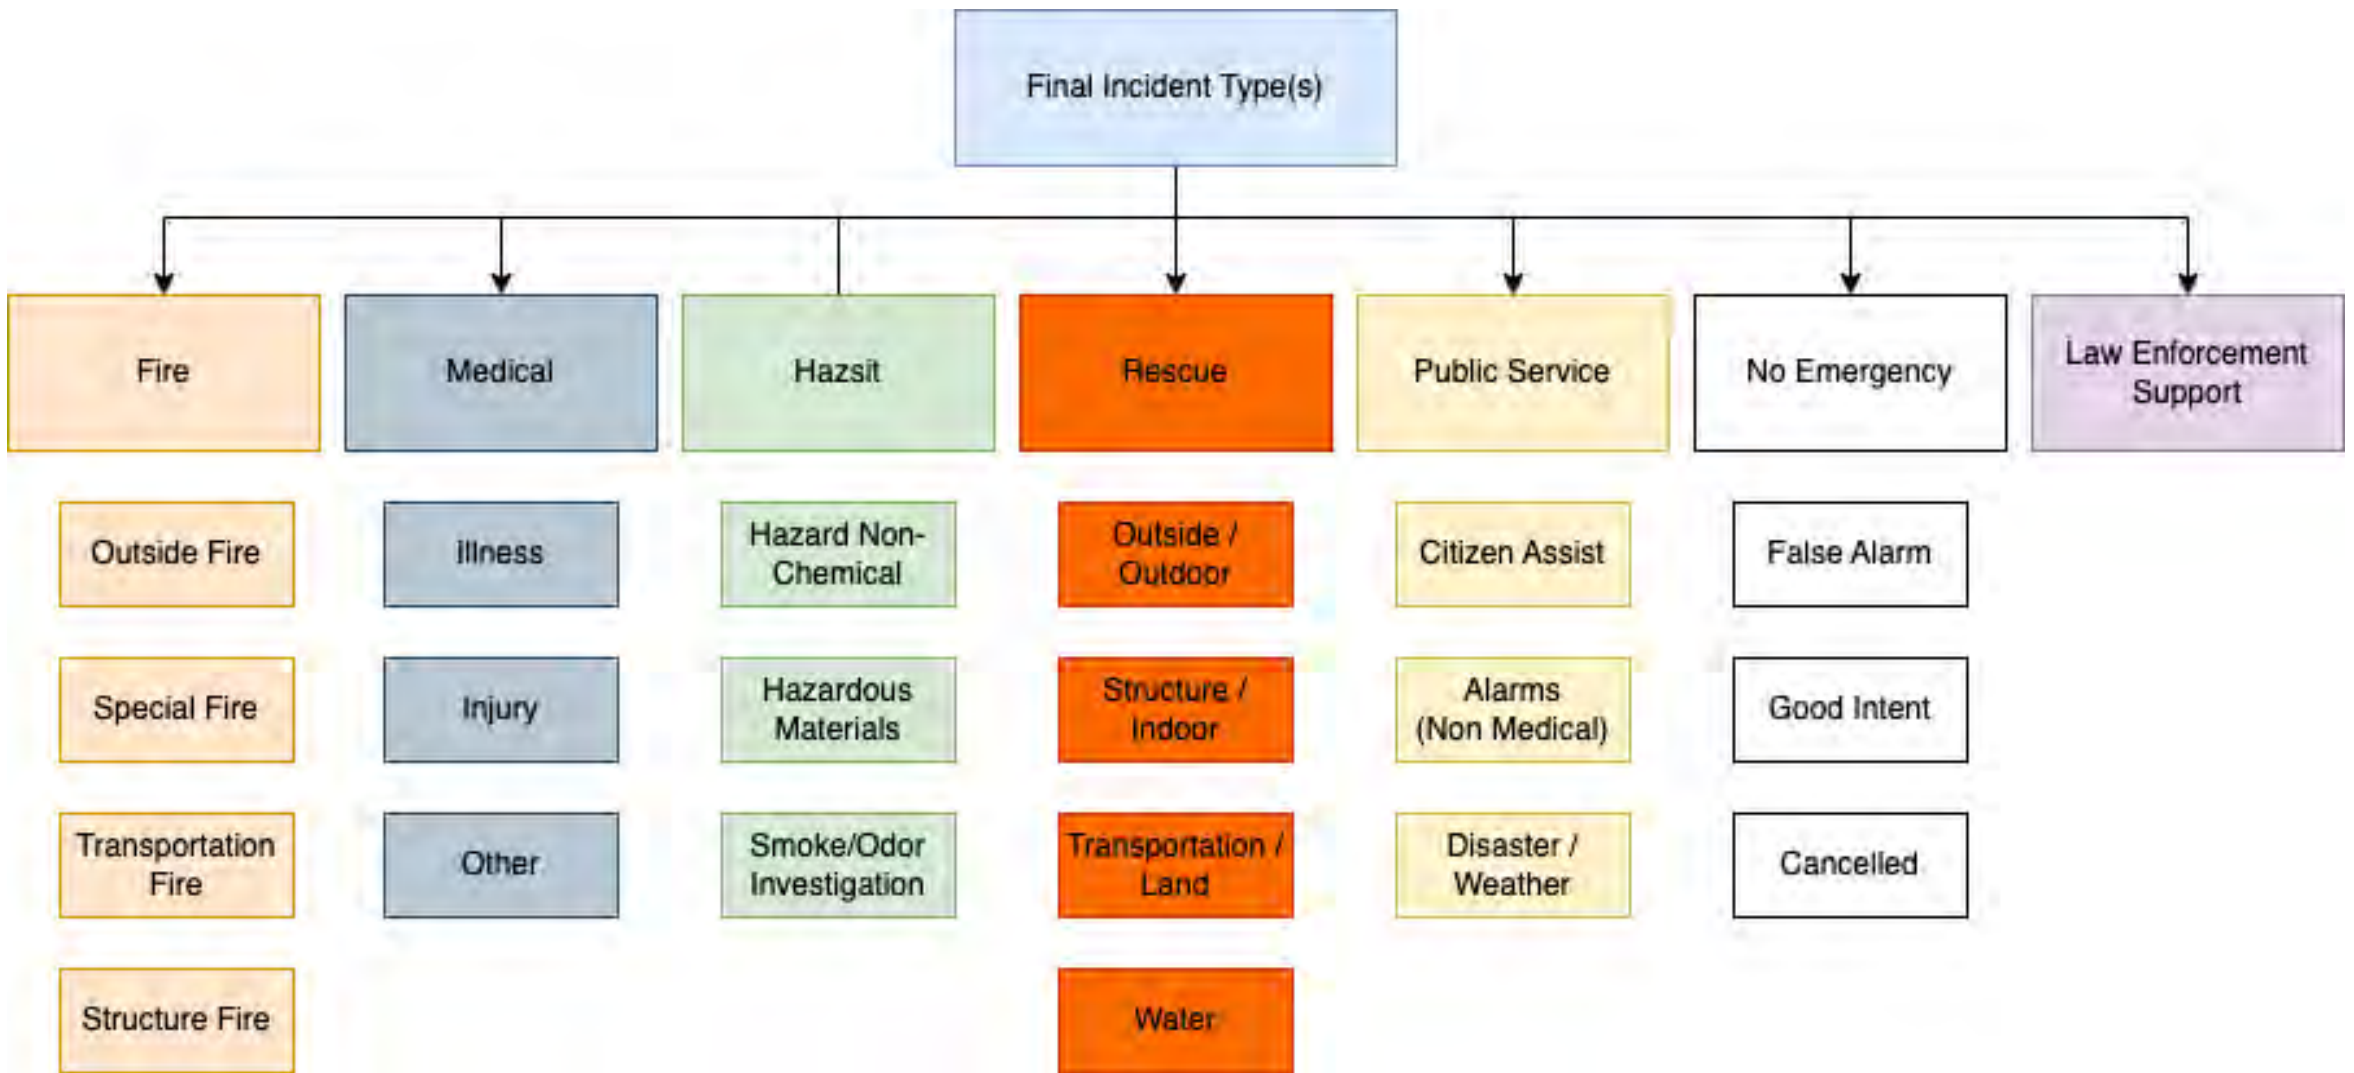 Final Incident Type(s)
Fire
Medical
Hazsit
Rescue
Public Service
No Emergency
Law Enforcement
Support
Outside Fire
Illness
Hazard Non-
Chemical
Outside /
Outdoor
Citizen Assist
False Alarm
Special Fire
Injury
Hazardous
Materials
Structure /
Indoor
Alarms
(Non Medical)
Good Intent
Transportation
Fire
Other
Smoke/Odor
Investigation
Transportation /
Land
Disaster /
Weather
Cancelled
Structure Fire
Water